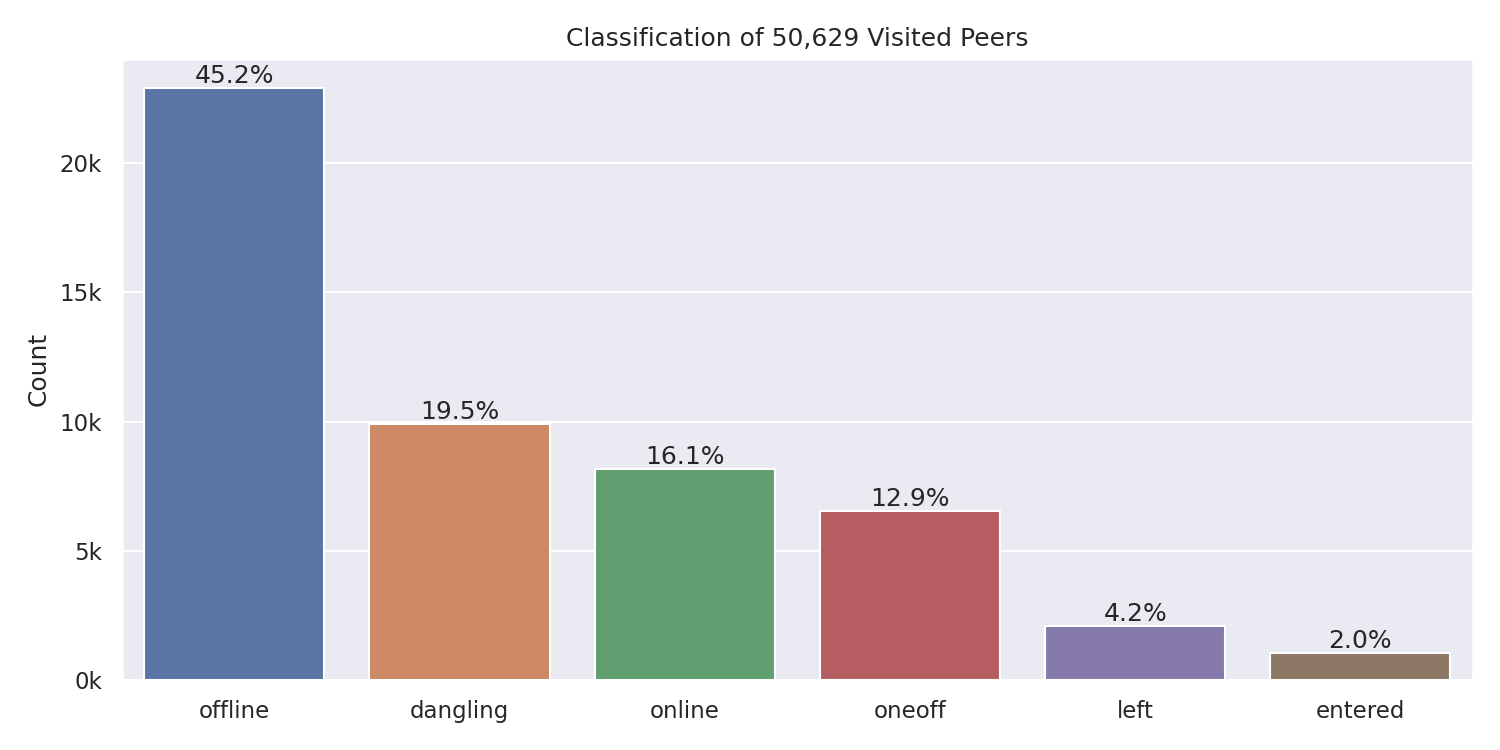 Classification of 50,629 Visited Peers
45.2%
20k
15k
Count
19.5%
10k
16.1%
12.9%
5k
4.2%
2.0%
0k
offline dangling online oneoff left entered